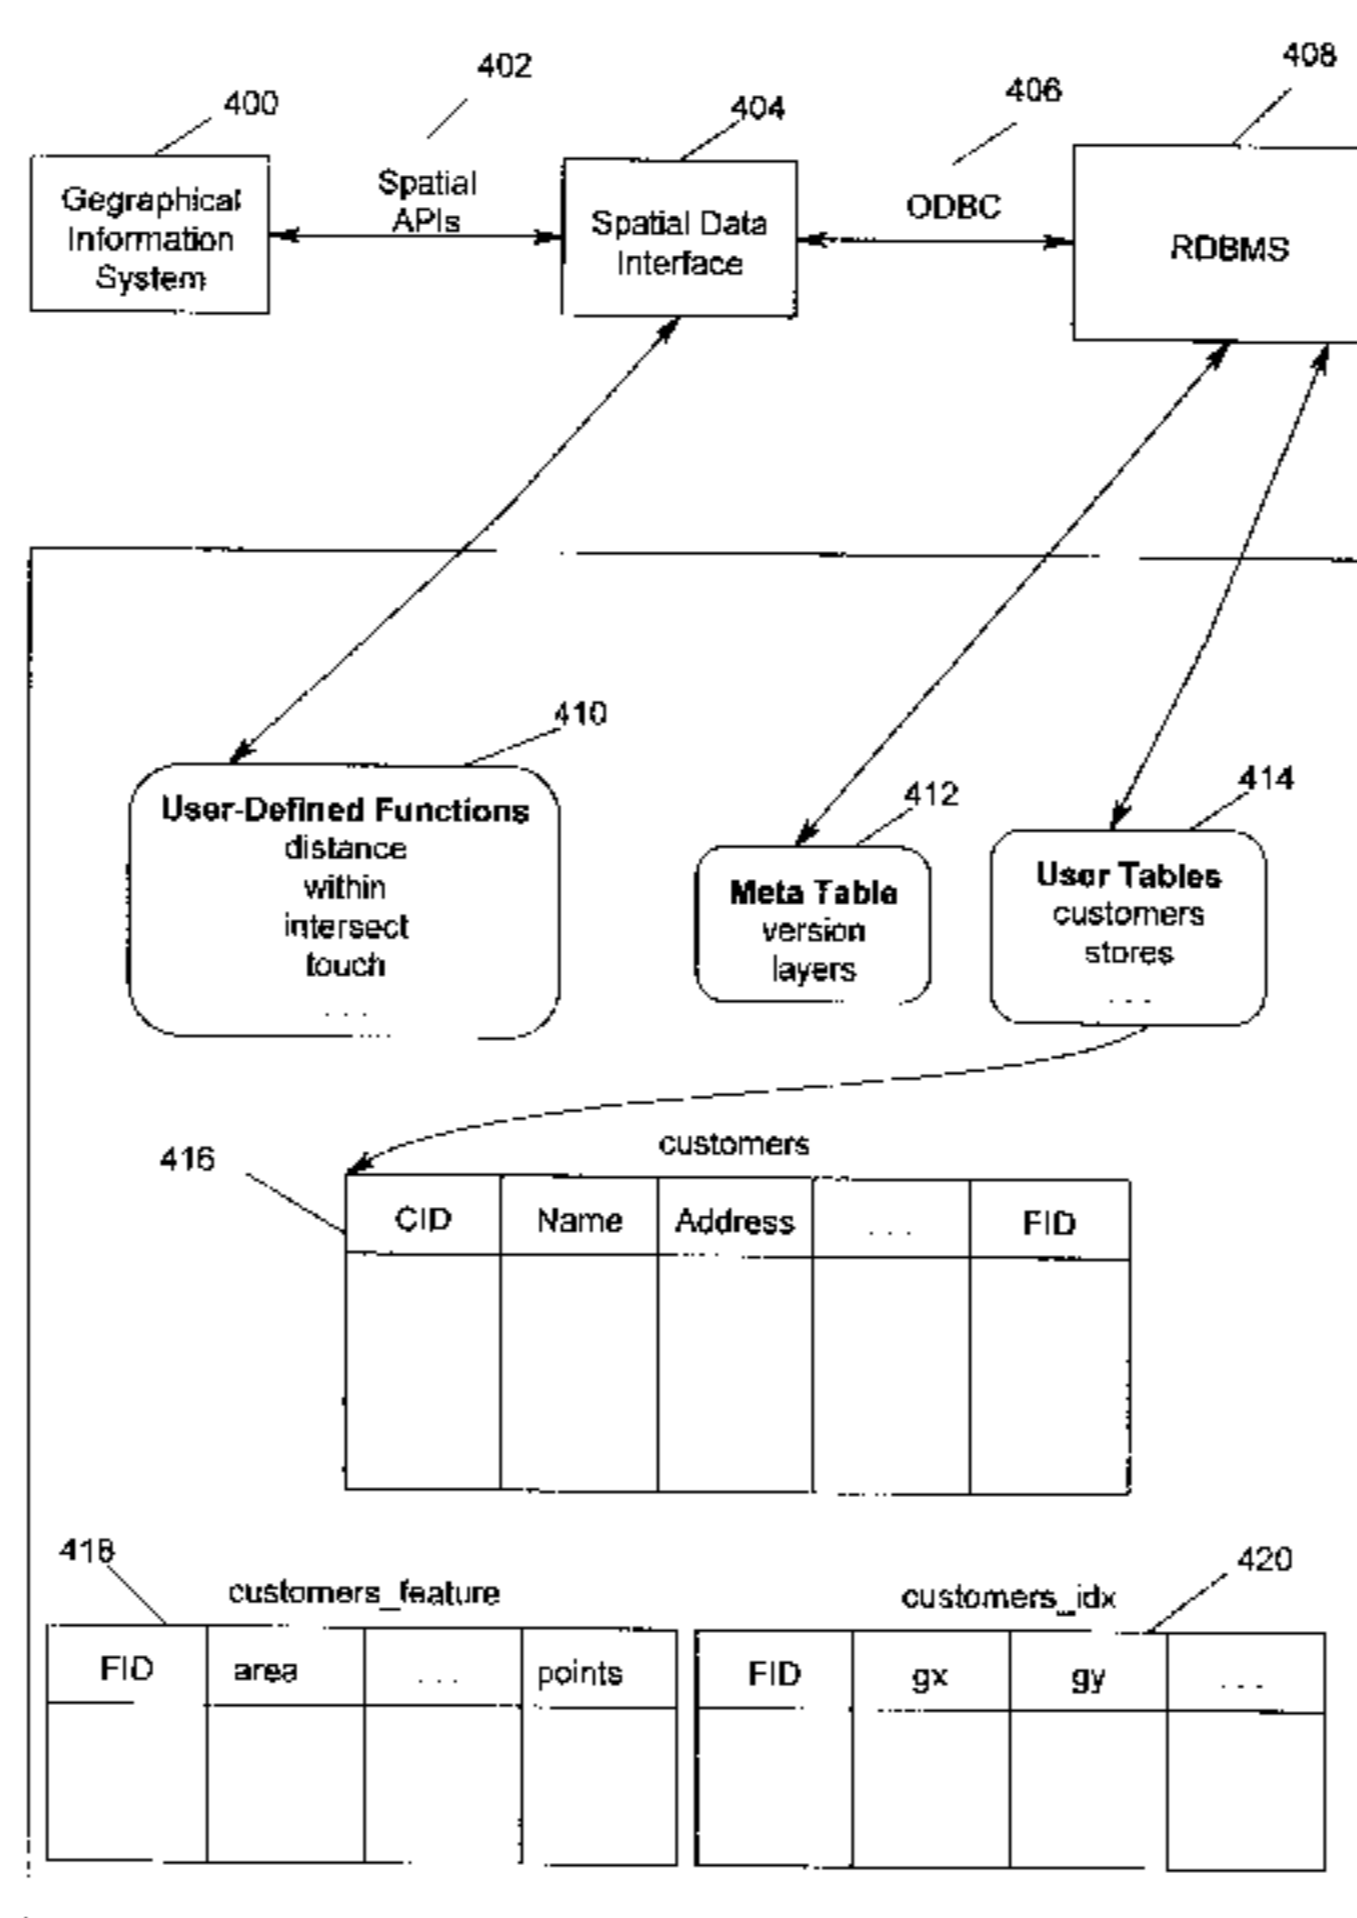 402
408
400
404
406
Gegraphical
Information
System
Spatial
APIs
Spatial Data
Interface
ODBC
RDBMS
410
412
414
User-Defined Functions
distance
within
intersect
touch
. . .
Meta Table
version
layers
User Tables
customers
stores
. . .
416
customers
CID Name Address . . . FID
418
customers_feature
FID area . . . points
420
customers_idx
FID gx gy . . .